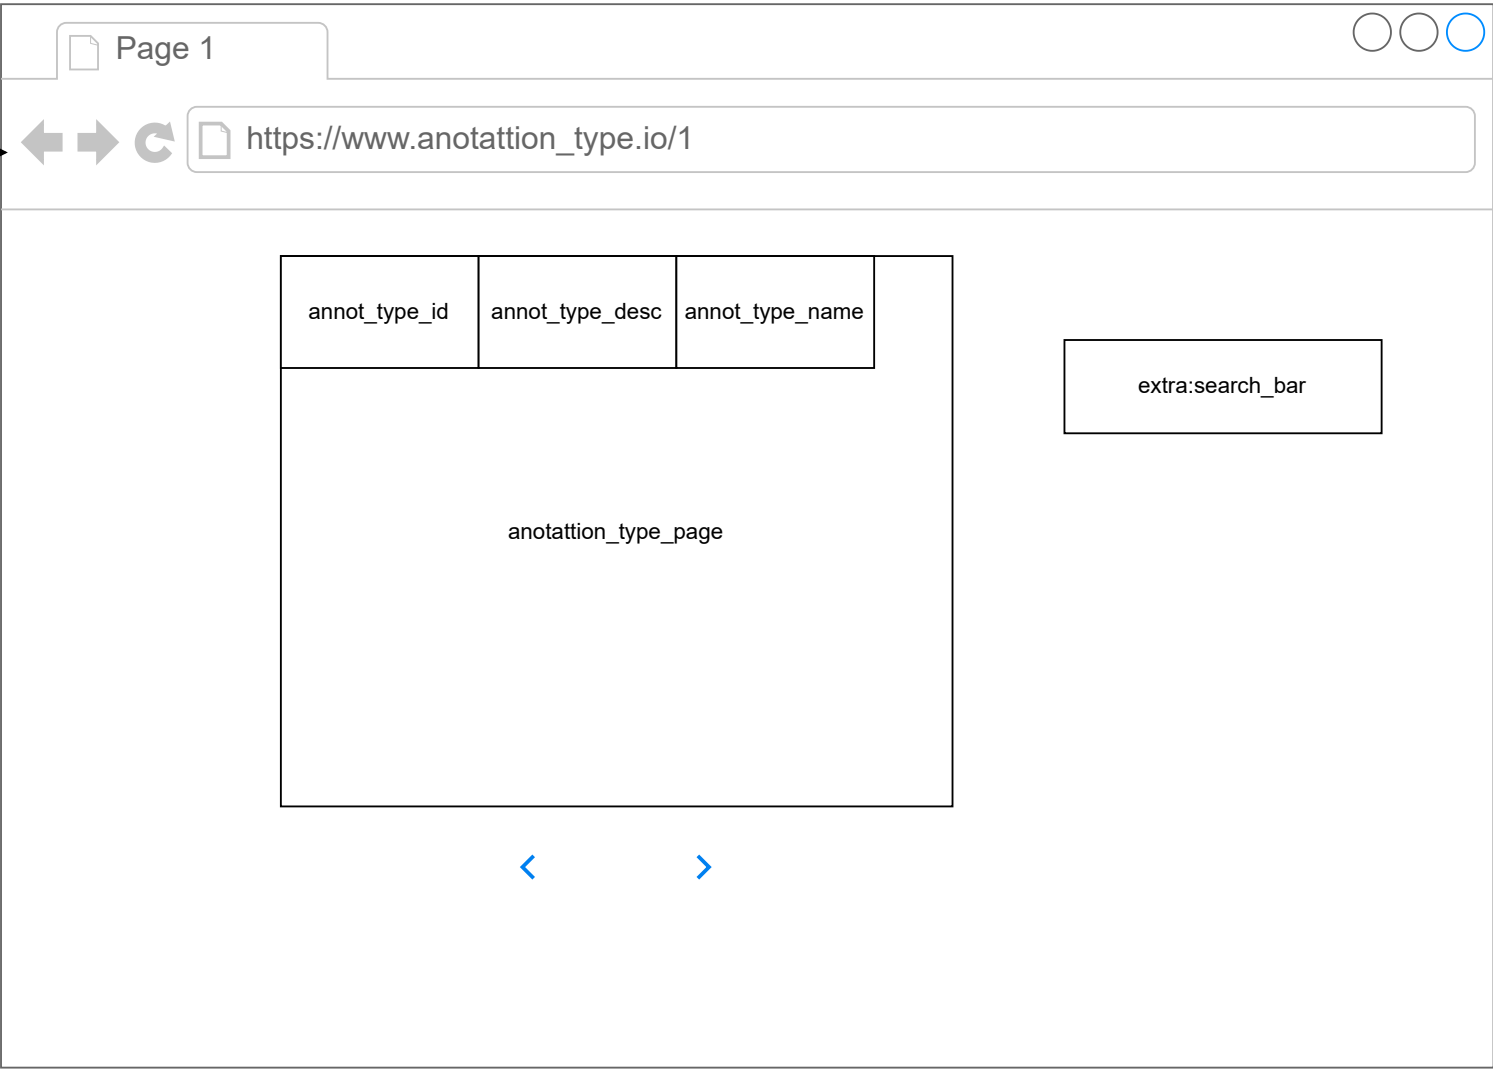 Page 1
https://www.anotattion_type.io/1
annot_type_id
annot_type_desc
annot_type_name
extra:search_bar
anotattion_type_page